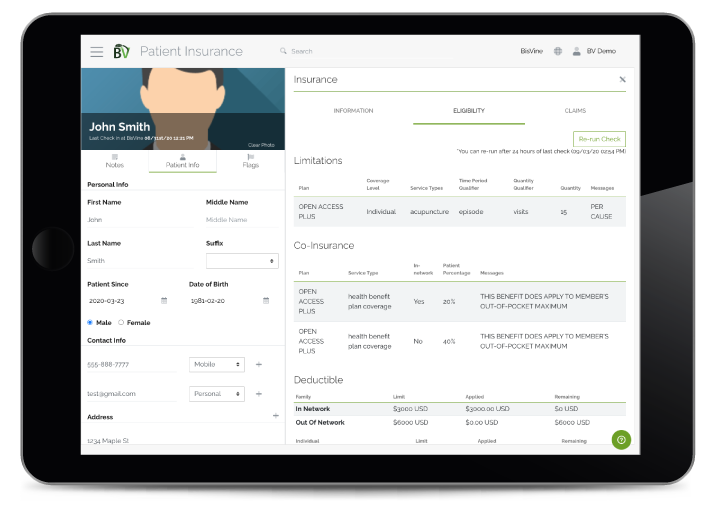 BV Patient Insurance
Search
BisVine
BV Demo
John Smith
Last Check in at BisVine 08/31st/20 12:21 PM
Clear Photo
Notes
Patient Info
Flags
Personal Info
First Name
Middle Name
John
Middle Name
Last Name
Suffix
Smith
Patient Since
Date of Birth
2020-03-23
1981-02-20
Male
Female
Contact Info
555-888-7777
Mobile
test@gmail.com
Personal
Address
1234 Maple St
Insurance
INFORMATION
ELIGIBILITY
CLAIMS
Re-run Check
*You can re-run after 24 hours of last check (09/03/20 02:54 PM)
Limitations
Plan
Coverage Level
Service Types
Time Period Qualifier
Quantity Qualifier
Quantity
Messages
OPEN ACCESS PLUS
Individual
acupuncture
episode
visits
15
PER CAUSE
Co-Insurance
Plan
Service Type
In-network
Patient Percentage
Messages
OPEN ACCESS PLUS
health benefit plan coverage
Yes
20%
THIS BENEFIT DOES APPLY TO MEMBER'S OUT-OF-POCKET MAXIMUM
OPEN ACCESS PLUS
health benefit plan coverage
No
40%
THIS BENEFIT DOES APPLY TO MEMBER'S OUT-OF-POCKET MAXIMUM
Deductible
Family
Limit
Applied
Remaining
In Network
$3000 USD
$3000.00 USD
$0 USD
Out Of Network
$6000 USD
$0.00 USD
$6000 USD
Individual
Limit
Applied
Remaining